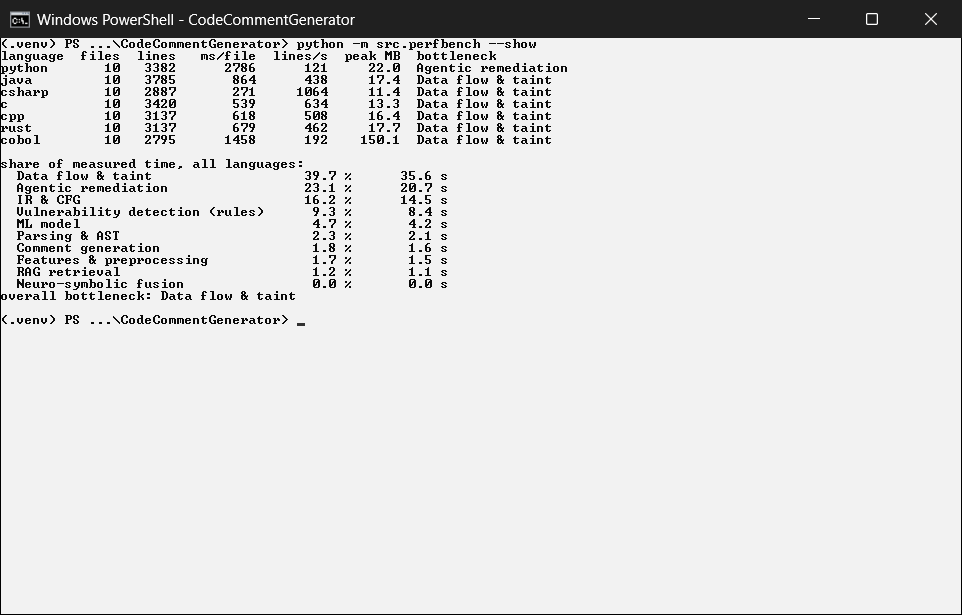 Windows PowerShell - CodeCommentGenerator
(.venv) PS ...\CodeCommentGenerator> python -m src.perfbench --show
language  files  lines   ms/file  lines/s  peak MB  bottleneck
python       10   3382      2786      121     22.0  Agentic remediation
java         10   3785       864      438     17.4  Data flow & taint
csharp       10   2887       271     1064     11.4  Data flow & taint
c            10   3420       539      634     13.3  Data flow & taint
cpp          10   3137       618      508     16.4  Data flow & taint
rust         10   3137       679      462     17.7  Data flow & taint
cobol        10   2795      1458      192    150.1  Data flow & taint
share of measured time, all languages:
  Data flow & taint                   39.7 %      35.6 s
  Agentic remediation                 23.1 %      20.7 s
  IR & CFG                            16.2 %      14.5 s
  Vulnerability detection (rules)      9.3 %       8.4 s
  ML model                             4.7 %       4.2 s
  Parsing & AST                        2.3 %       2.1 s
  Comment generation                   1.8 %       1.6 s
  Features & preprocessing             1.7 %       1.5 s
  RAG retrieval                        1.2 %       1.1 s
  Neuro-symbolic fusion                0.0 %       0.0 s
overall bottleneck: Data flow & taint
(.venv) PS ...\CodeCommentGenerator> _